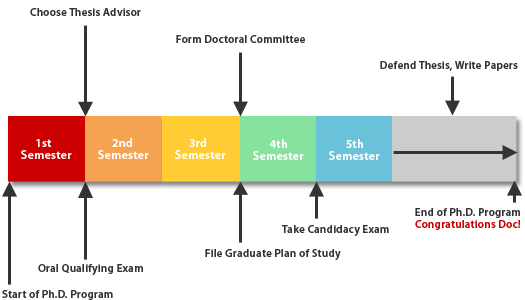 Choose Thesis Advisor
Form Doctoral Committee
Defend Thesis, Write Papers
1st
Semester
2nd
Semester
3rd
Semester
4th
Semester
5th
Semester
End of Ph.D. Program
Congratulations Doc!
Take Candidacy Exam
File Graduate Plan of Study
Oral Qualifying Exam
Start of Ph.D. Program